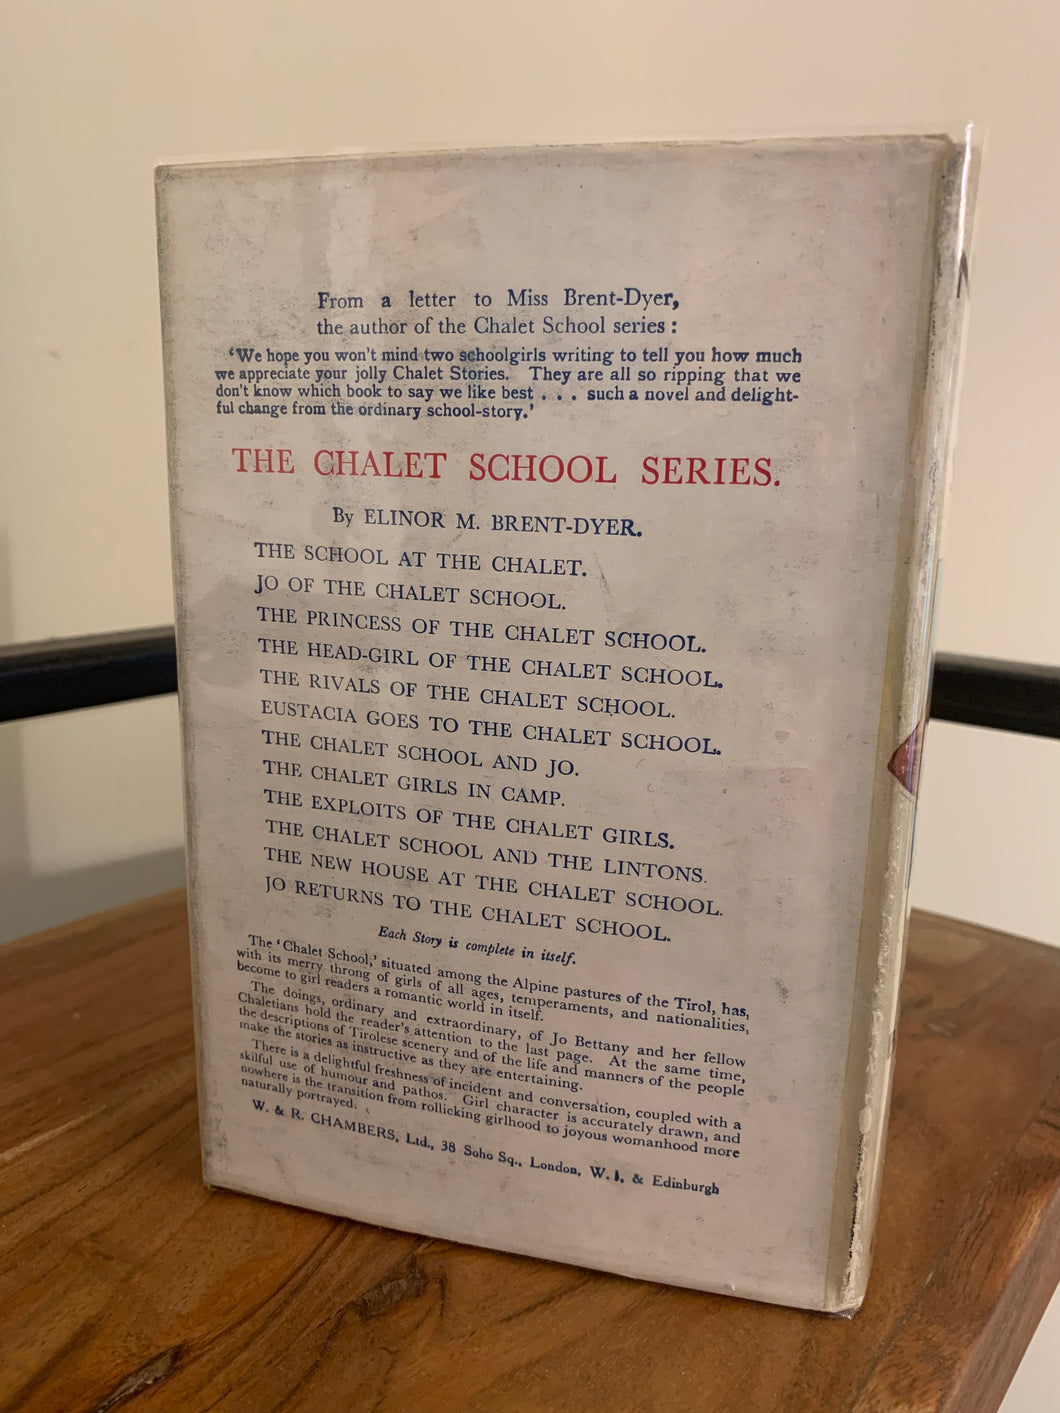 From a letter to Miss Brent-Dyer,
the author of the Chalet School series :
‘We hope you won't mind two schoolgirls writing to tell you how much
we appreciate your jolly Chalet Stories. They are all so ripping that we
don't know which book to say we like best . . . such a novel and delight-
ful change from the ordinary school-story.’
THE CHALET SCHOOL SERIES.
By ELINOR M. BRENT-DYER.
THE SCHOOL AT THE CHALET.
JO OF THE CHALET SCHOOL.
THE PRINCESS OF THE CHALET SCHOOL.
THE HEAD-GIRL OF THE CHALET SCHOOL.
THE RIVALS OF THE CHALET SCHOOL.
EUSTACIA GOES TO THE CHALET SCHOOL.
THE CHALET SCHOOL AND JO.
THE CHALET GIRLS IN CAMP.
THE EXPLOITS OF THE CHALET GIRLS.
THE CHALET SCHOOL AND THE LINTONS.
THE NEW HOUSE AT THE CHALET SCHOOL.
JO RETURNS TO THE CHALET SCHOOL.
Each Story is complete in itself.
The ‘Chalet School,’ situated among the Alpine pastures of the Tirol, has,
with its merry throng of girls of all ages, temperaments, and nationalities,
become to girl readers a romantic world in itself.
The doings, ordinary and extraordinary, of Jo Bettany and her fellow
Chaletians hold the reader's attention to the last page. At the same time,
the descriptions of Tirolese scenery and of the life and manners of the people
make the stories as instructive as they are entertaining.
There is a delightful freshness of incident and conversation, coupled with a
skilful use of humour and pathos. Girl character is accurately drawn, and
nowhere is the transition from rollicking girlhood to joyous womanhood more
naturally portrayed.
W. & R. CHAMBERS, Ltd., 38 Soho Sq., London, W.1, & Edinburgh